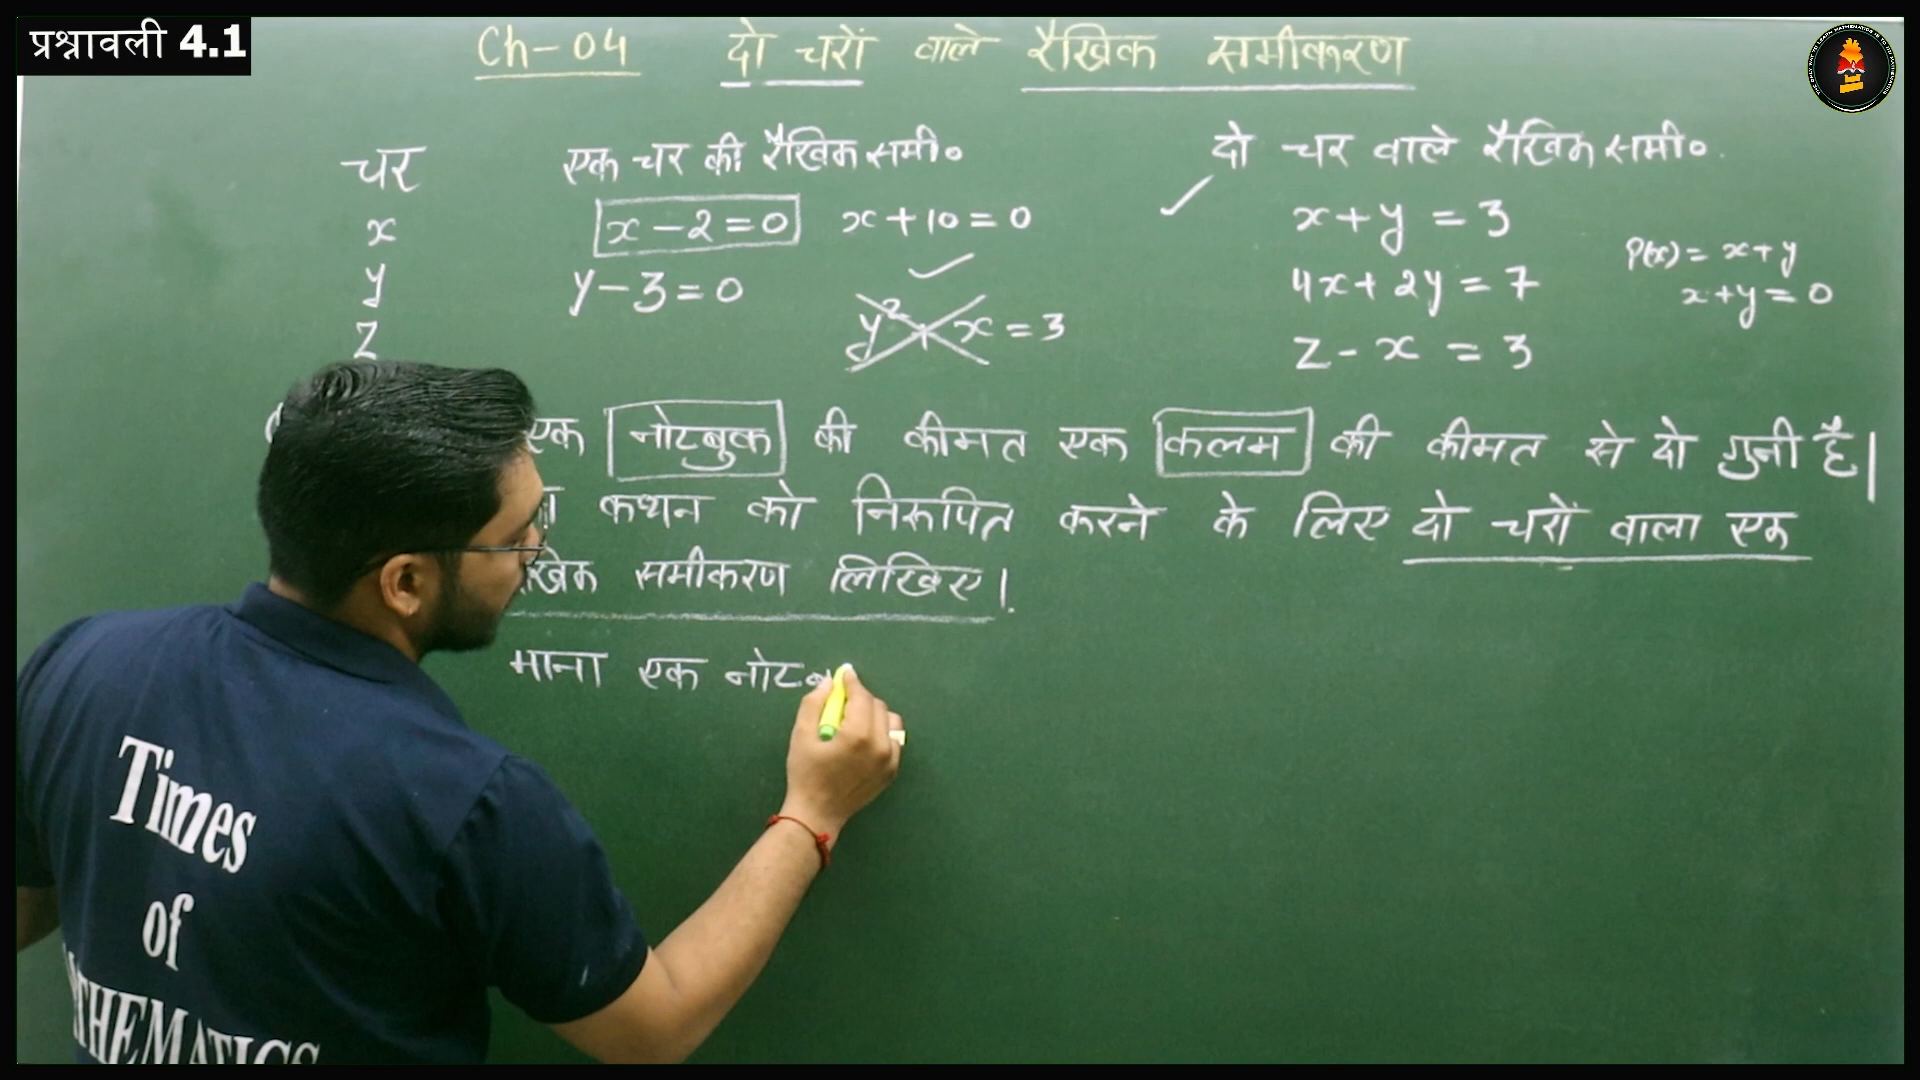 प्रश्नावली 4.1
Ch-04 दो चरों वाले रैखिक समीकरण
चर
x
y
z
एक चर की रैखिक समी०
x - 2 = 0 x + 10 = 0
y - 3 = 0
y² + x = 3
दो चर वाले रैखिक समी०
x + y = 3
4x + 2y = 7
z - x = 3
P(x) = x + y
x + y = 0
एक नोटबुक की कीमत एक कलम की कीमत से दो गुनी है।
कथन को निरूपित करने के लिए दो चरों वाला एक
समीकरण लिखिए।
माना एक
Times
of